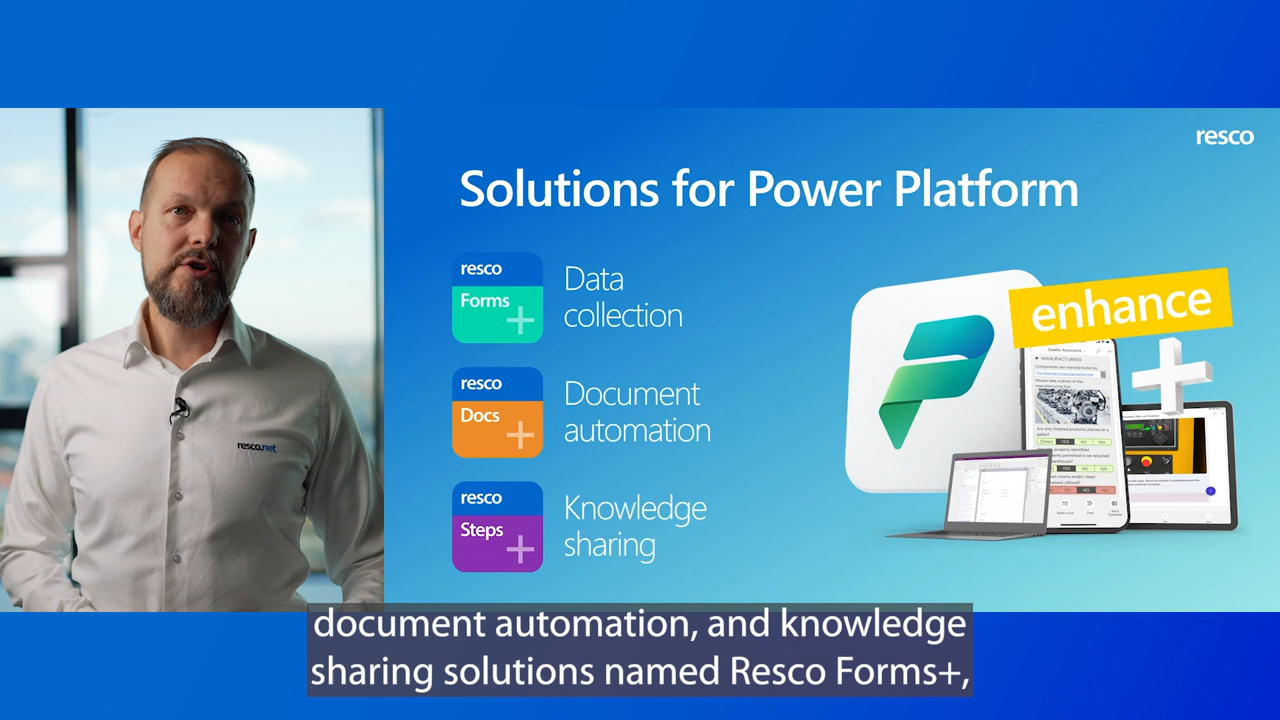 resco
Solutions for Power Platform
resco
Forms
Data
collection
resco
Docs
Document
automation
resco
Steps
Knowledge
sharing
enhance
MANUFACTURING
resco.net
document automation, and knowledge
sharing solutions named Resco Forms+,